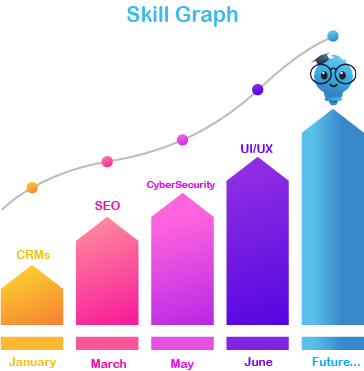 Skill Graph
UI/UX
CyberSecurity
SEO
CRMs
January
March
May
June
Future...